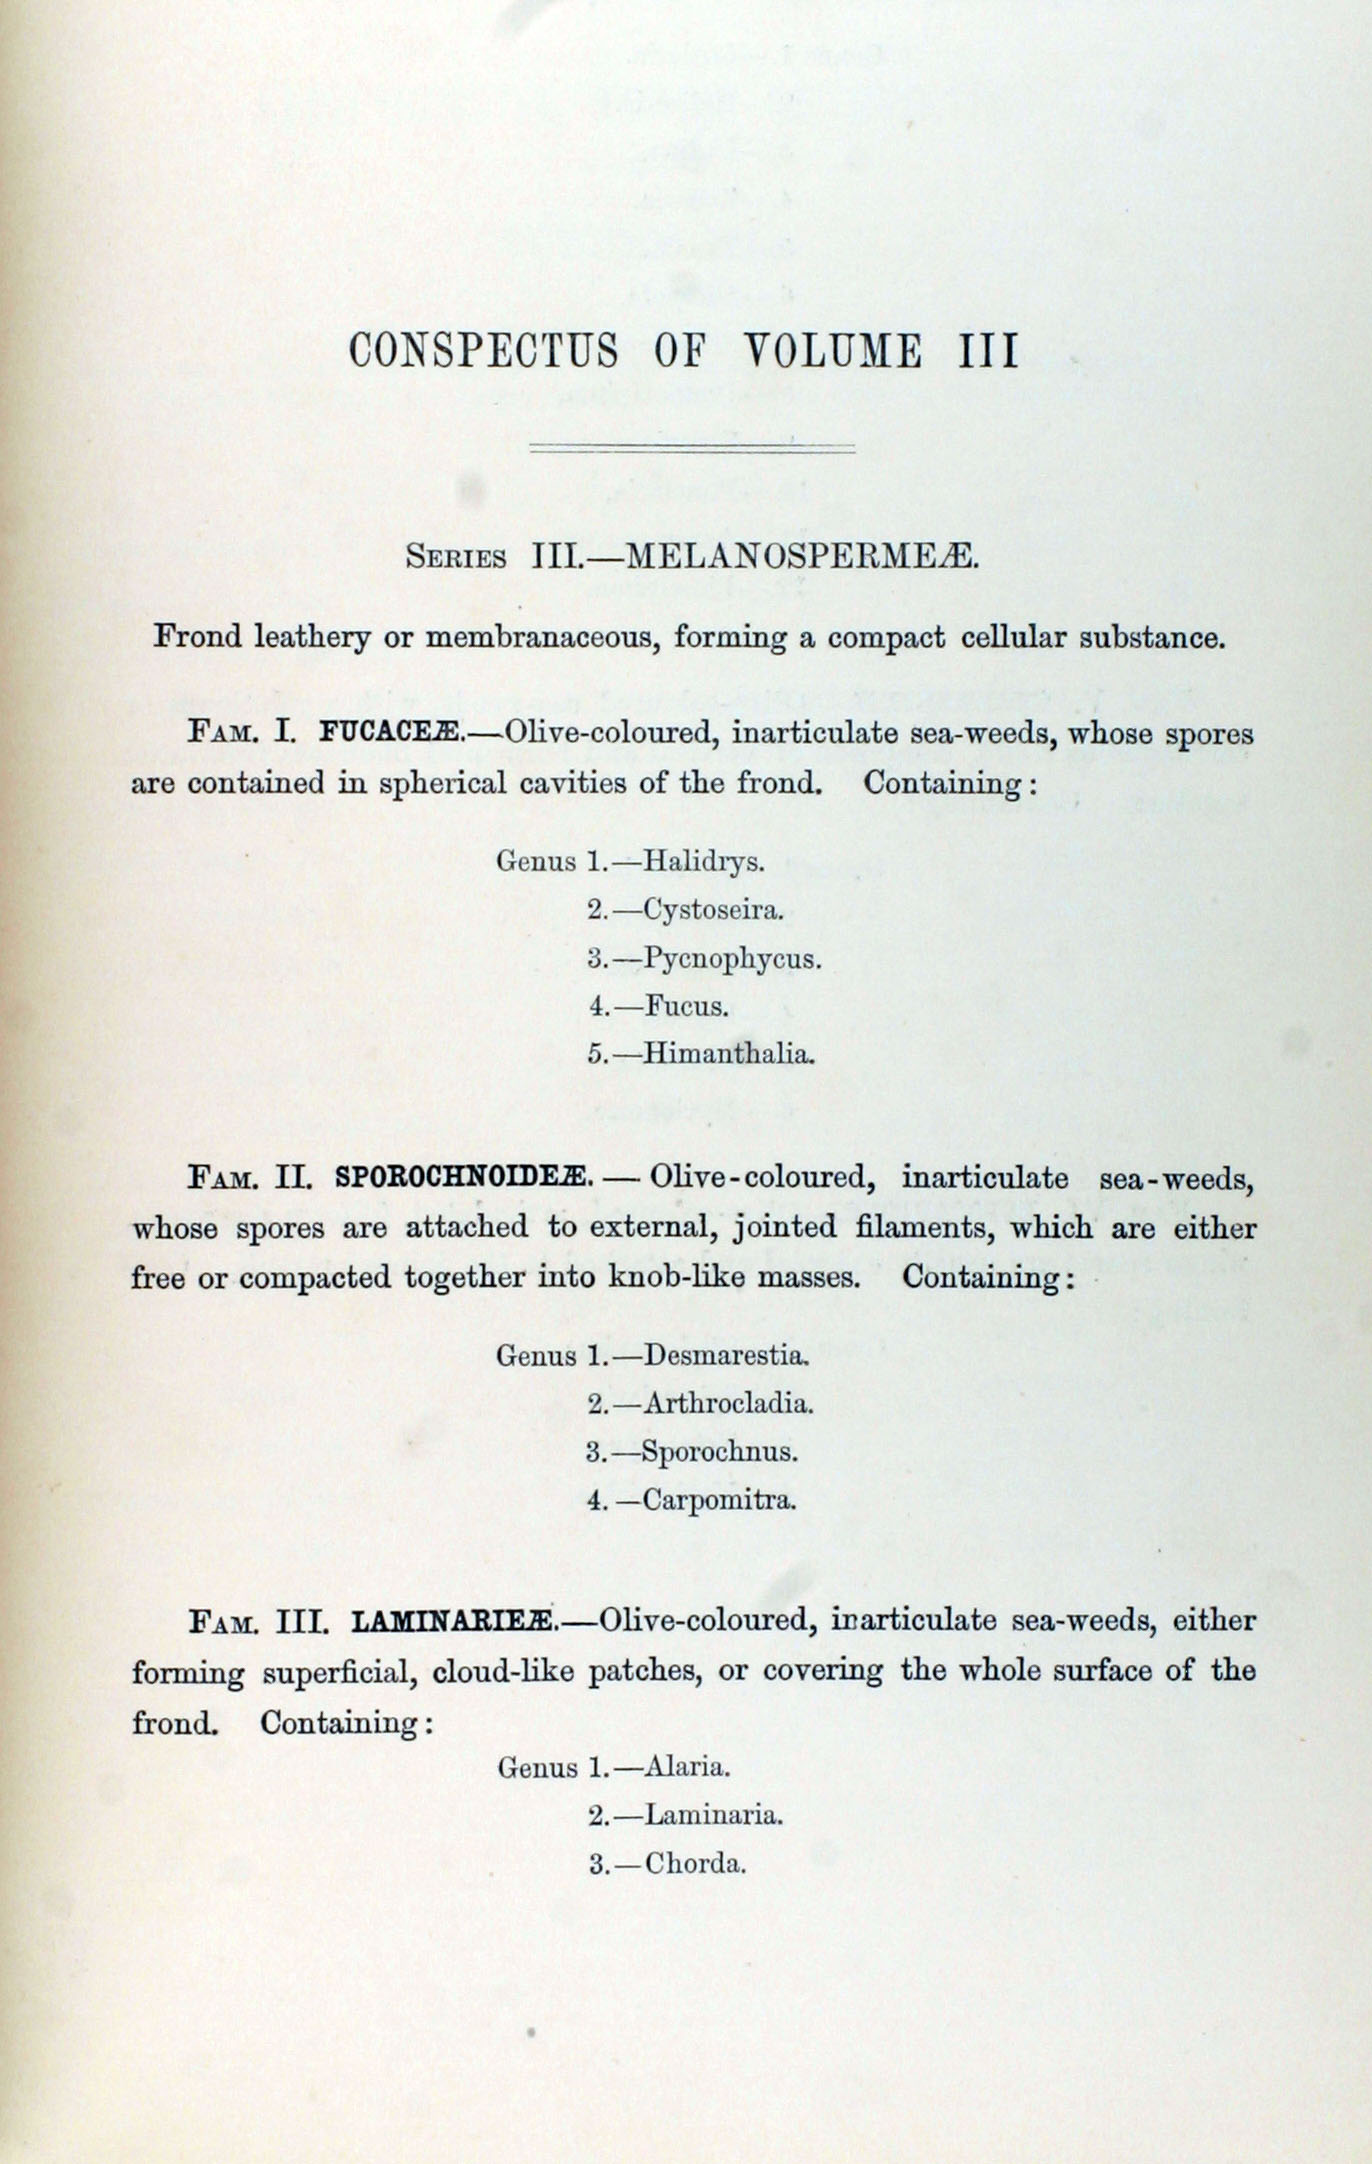 CONSPECTUS OF VOLUME III
SERIES III.—MELANOSPERMEÆ.
Frond leathery or membranaceous, forming a compact cellular substance.
FAM. I. FUCACEÆ.—Olive-coloured, inarticulate sea-weeds, whose spores
are contained in spherical cavities of the frond. Containing:
Genus 1.—Halidrys.
2.—Cystoseira.
3.—Pycnophycus.
4.—Fucus.
5.—Himanthalia.
FAM. II. SPOROCHNOIDEÆ. — Olive-coloured, inarticulate sea-weeds,
whose spores are attached to external, jointed filaments, which are either
free or compacted together into knob-like masses. Containing:
Genus 1.—Desmarestia.
2.—Arthrocladia.
3.—Sporochnus.
4. —Carpomitra.
FAM. III. LAMINARIEÆ.—Olive-coloured, inarticulate sea-weeds, either
forming superficial, cloud-like patches, or covering the whole surface of the
frond. Containing:
Genus 1.—Alaria.
2.—Laminaria.
3.—Chorda.